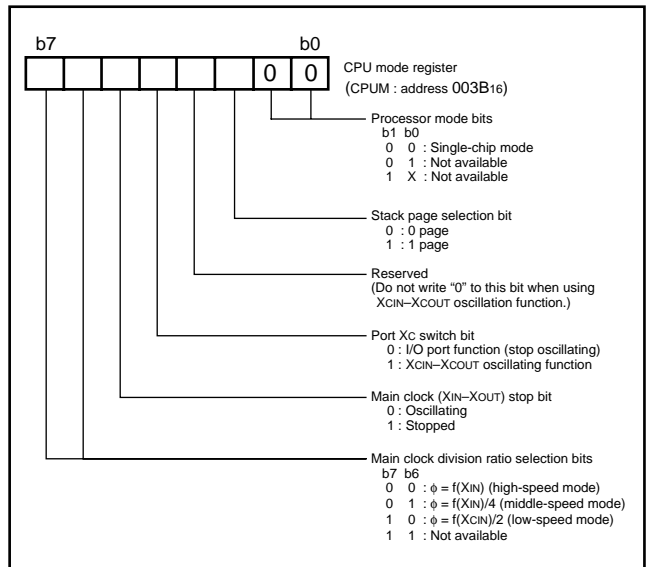 b7 b0
0 0
CPU mode register
(CPUM : address 003B16)
Processor mode bits
b1 b0
0 0 : Single-chip mode
0 1 : Not available
1 X : Not available
Stack page selection bit
0 : 0 page
1 : 1 page
Reserved
(Do not write “0” to this bit when using
XCIN–XCOUT oscillation function.)
Port XC switch bit
0 : I/O port function (stop oscillating)
1 : XCIN–XCOUT oscillating function
Main clock (XIN–XOUT) stop bit
0 : Oscillating
1 : Stopped
Main clock division ratio selection bits
b7 b6
0 0 : φ = f(XIN) (high-speed mode)
0 1 : φ = f(XIN)/4 (middle-speed mode)
1 0 : φ = f(XCIN)/2 (low-speed mode)
1 1 : Not available